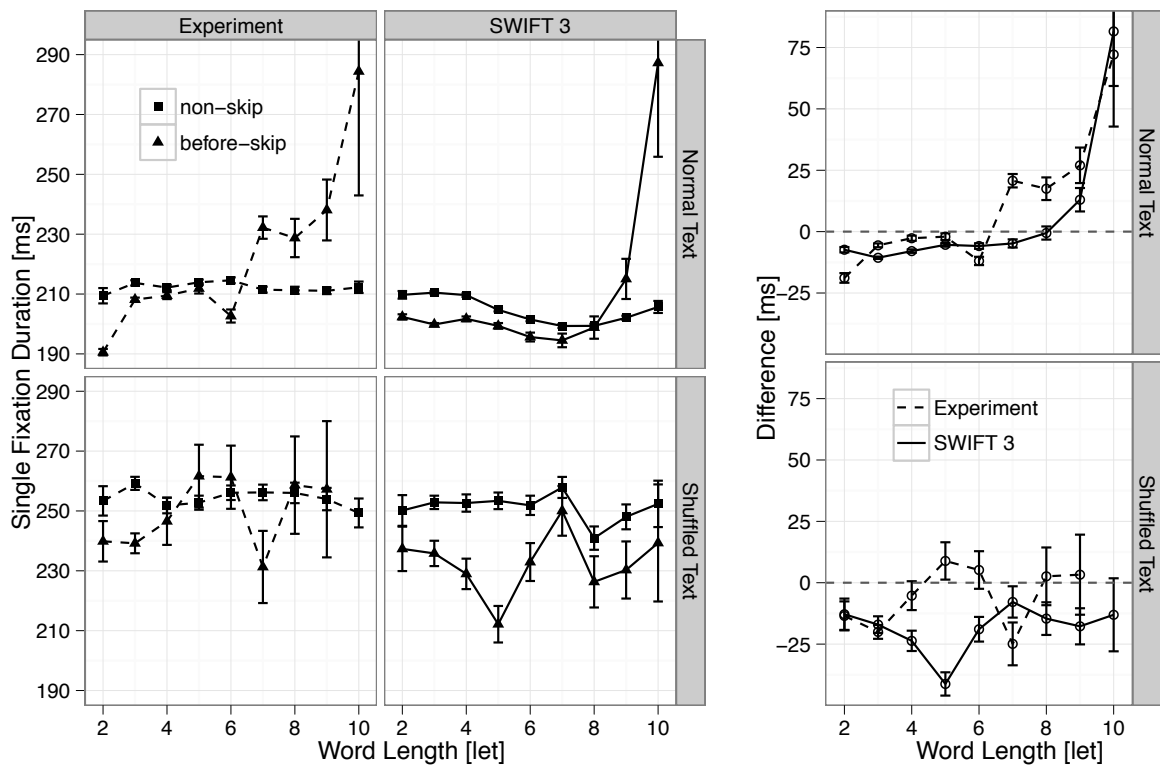 Experiment
SWIFT 3
290
270
250
230
210
190
non−skip
before−skip
Normal Text
290
270
250
230
210
190
Shuffled Text
Single Fixation Duration [ms]
2 4 6 8 10
2 4 6 8 10
Word Length [let]
75
50
25
0
−25
Normal Text
75
50
25
0
−25
Experiment
SWIFT 3
Shuffled Text
Difference [ms]
2 4 6 8 10
Word Length [let]